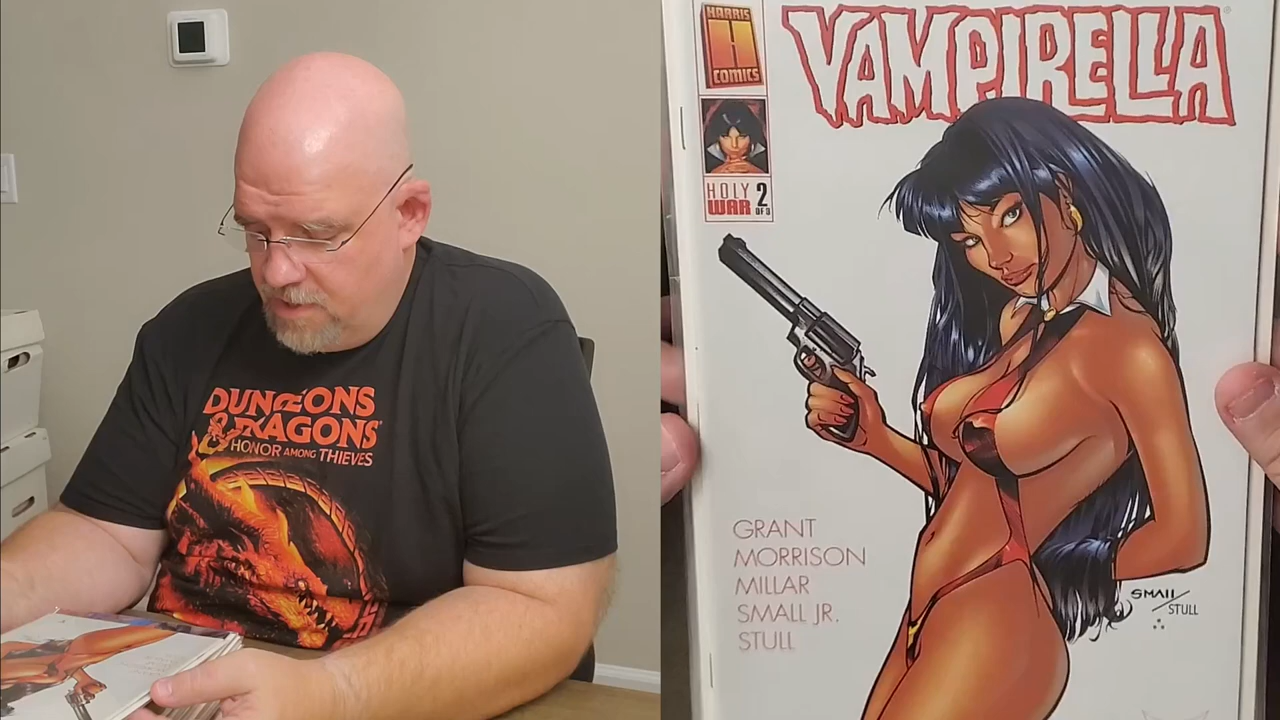 DUNGEONS
& DRAGONS
HONOR AMONG THIEVES
HARRIS
H
COMICS
VAMPIRELLA
HOLY
WAR 2
OF 3
GRANT
MORRISON
MILLAR
SMALL JR.
STULL
SMALL
STULL